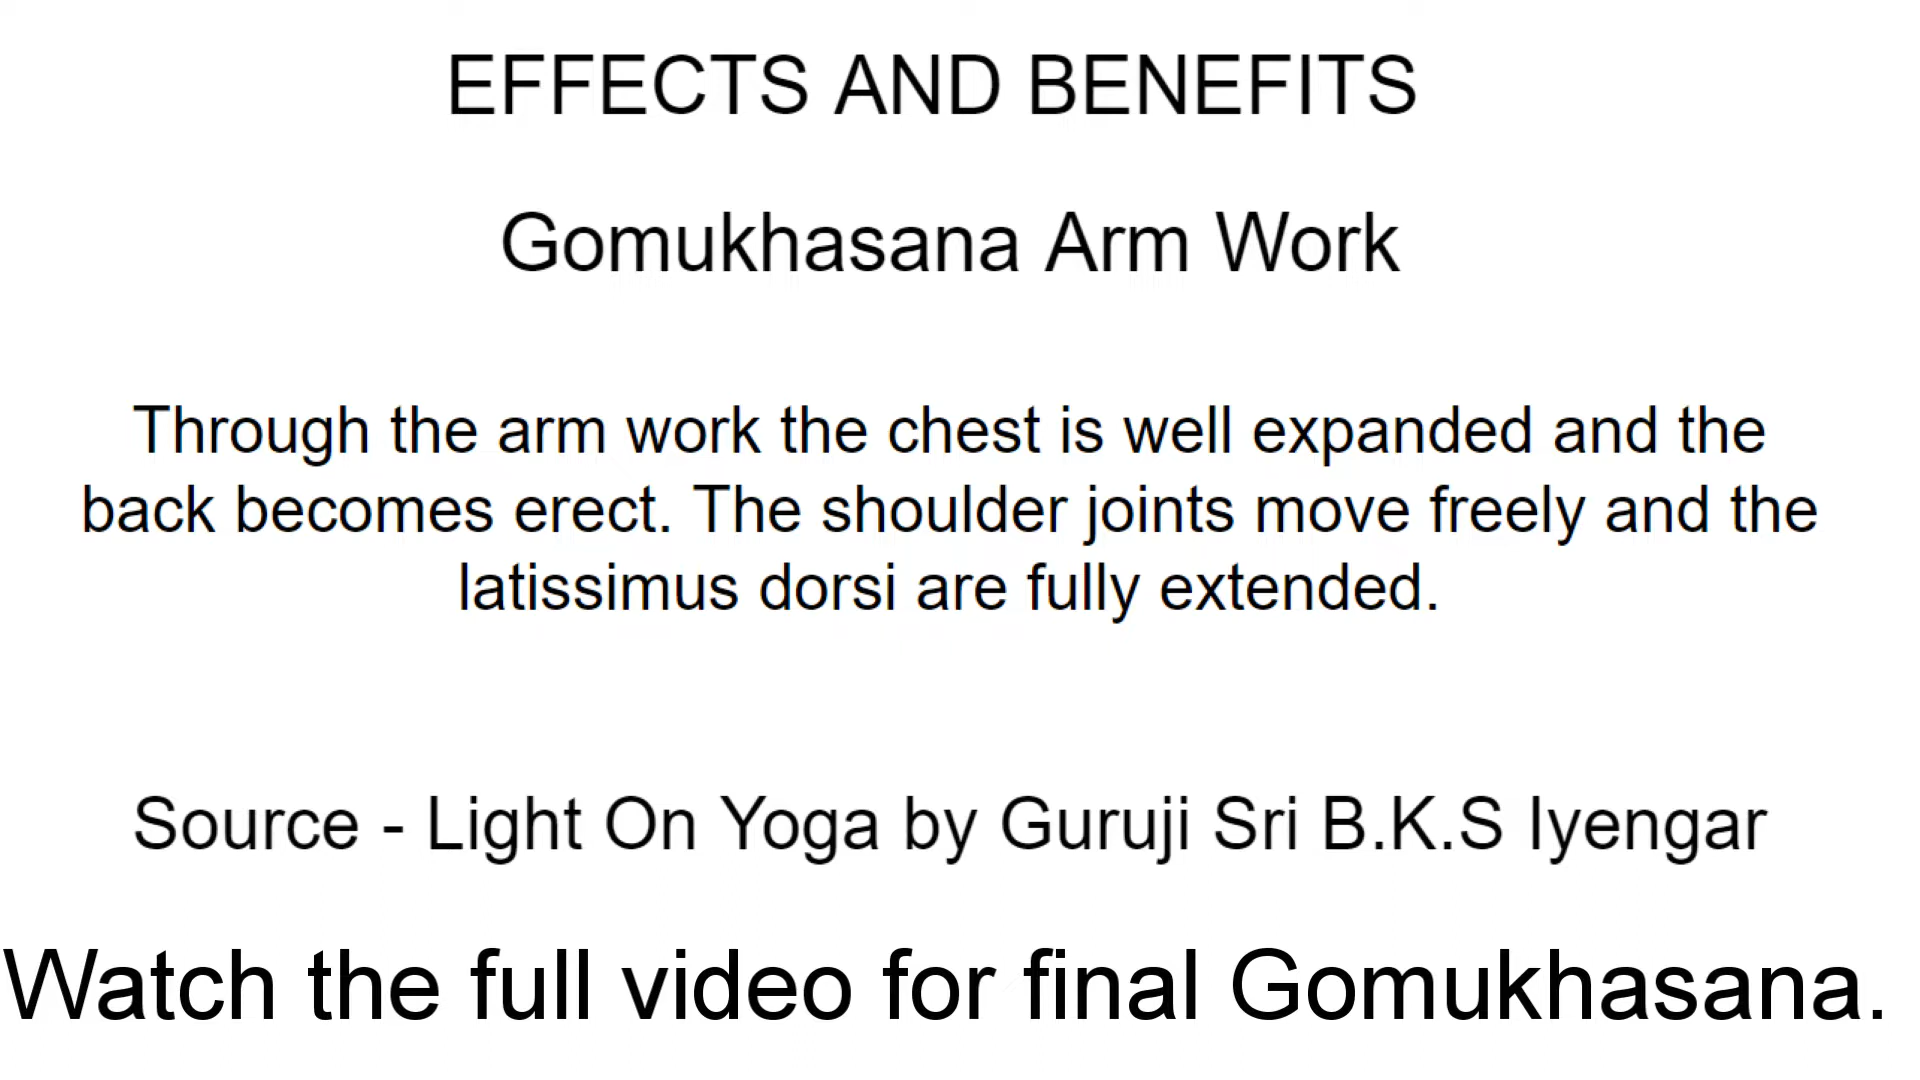 EFFECTS AND BENEFITS
Gomukhasana Arm Work
Through the arm work the chest is well expanded and the
back becomes erect. The shoulder joints move freely and the
latissimus dorsi are fully extended.
Source - Light On Yoga by Guruji Sri B.K.S Iyengar
Watch the full video for final Gomukhasana.